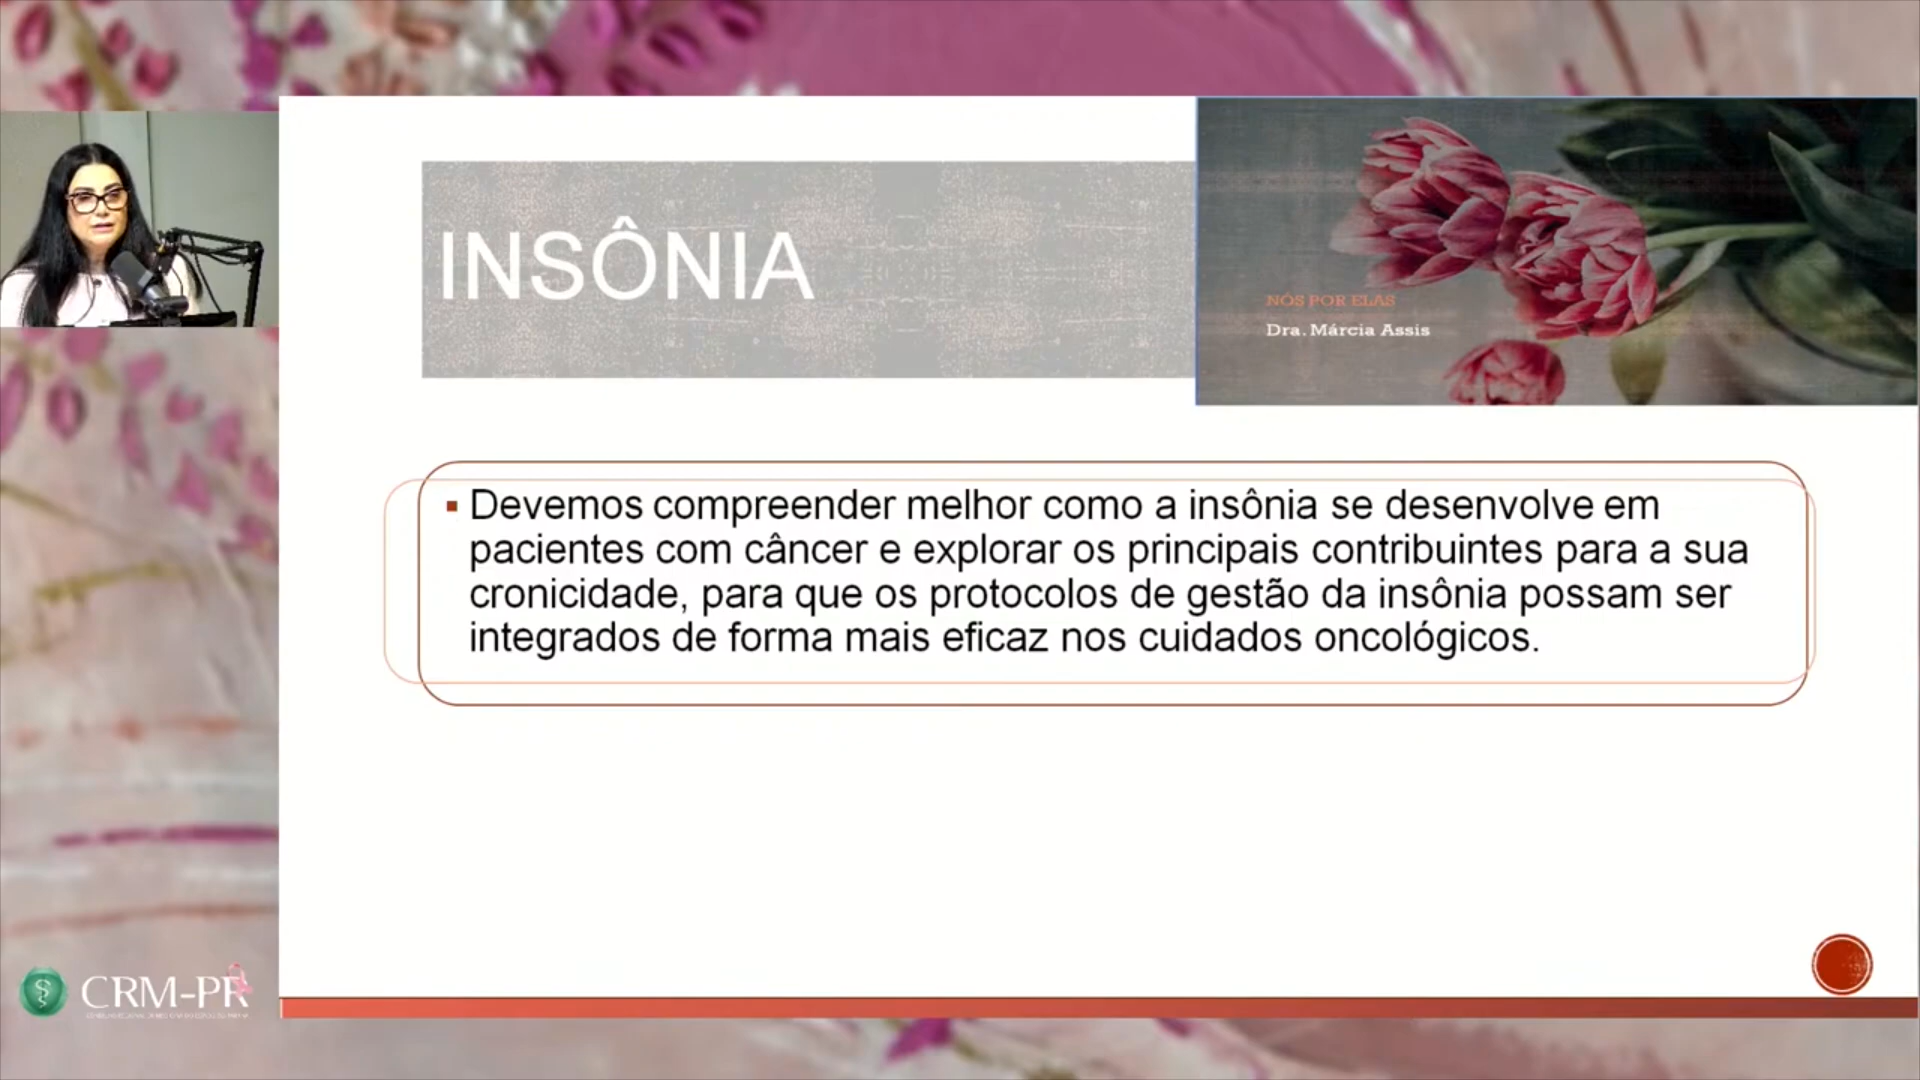 INSÔNIA
NÓS POR ELAS
Dra. Márcia Assis
Devemos compreender melhor como a insônia se desenvolve em
pacientes com câncer e explorar os principais contribuintes para a sua
cronicidade, para que os protocolos de gestão da insônia possam ser
integrados de forma mais eficaz nos cuidados oncológicos.
CRM-PR